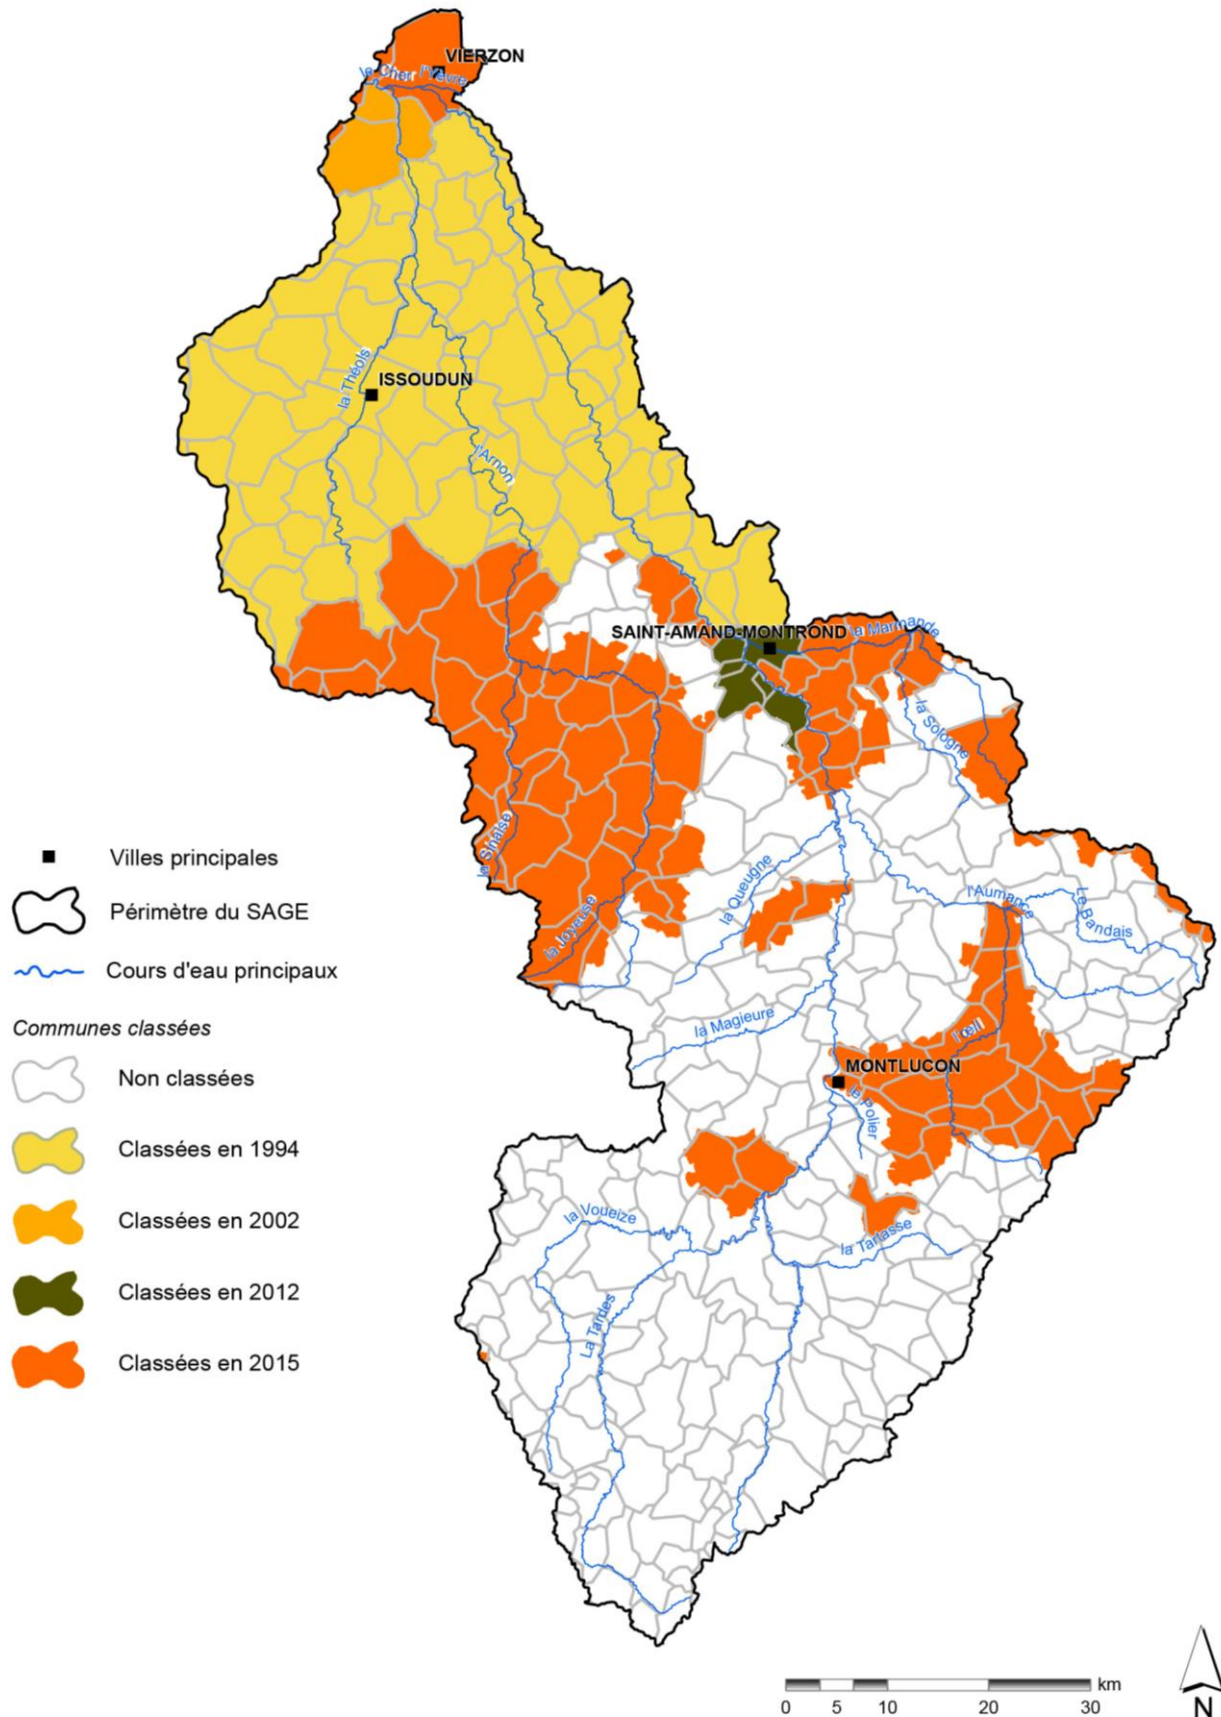 VIERZON
le Cher
l'Yèvre
la Théols
ISSOUDUN
l'Arnon
SAINT-AMAND-MONTROND
la Marmande
la Sologne
la Sinaise
la Joyeuse
la Queugne
l'Aumance
Le Bandais
la Magieure
l'œil
MONTLUCON
le Polier
la Voueize
la Tartasse
La Tardes
Villes principales
Périmètre du SAGE
Cours d'eau principaux
Communes classées
Non classées
Classées en 1994
Classées en 2002
Classées en 2012
Classées en 2015
km
0 5 10 20 30
N